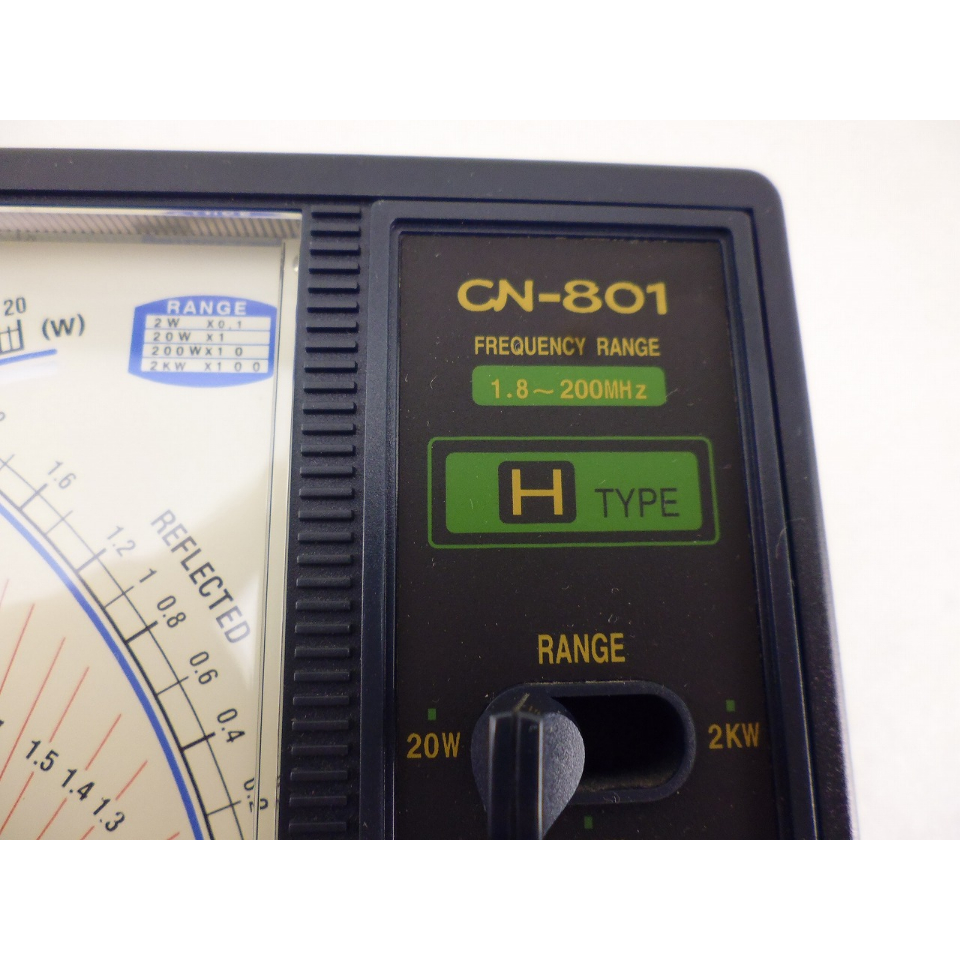 20
(W)
RANGE
2W X0.1
20W X1
200W X10
2KW X100
1.6
1.2
1
0.8
0.6
0.4
0.2
REFLECTED
1.5
1.4
1.3
CN-801
FREQUENCY RANGE
1.8~200MHz
H TYPE
RANGE
20W
2KW